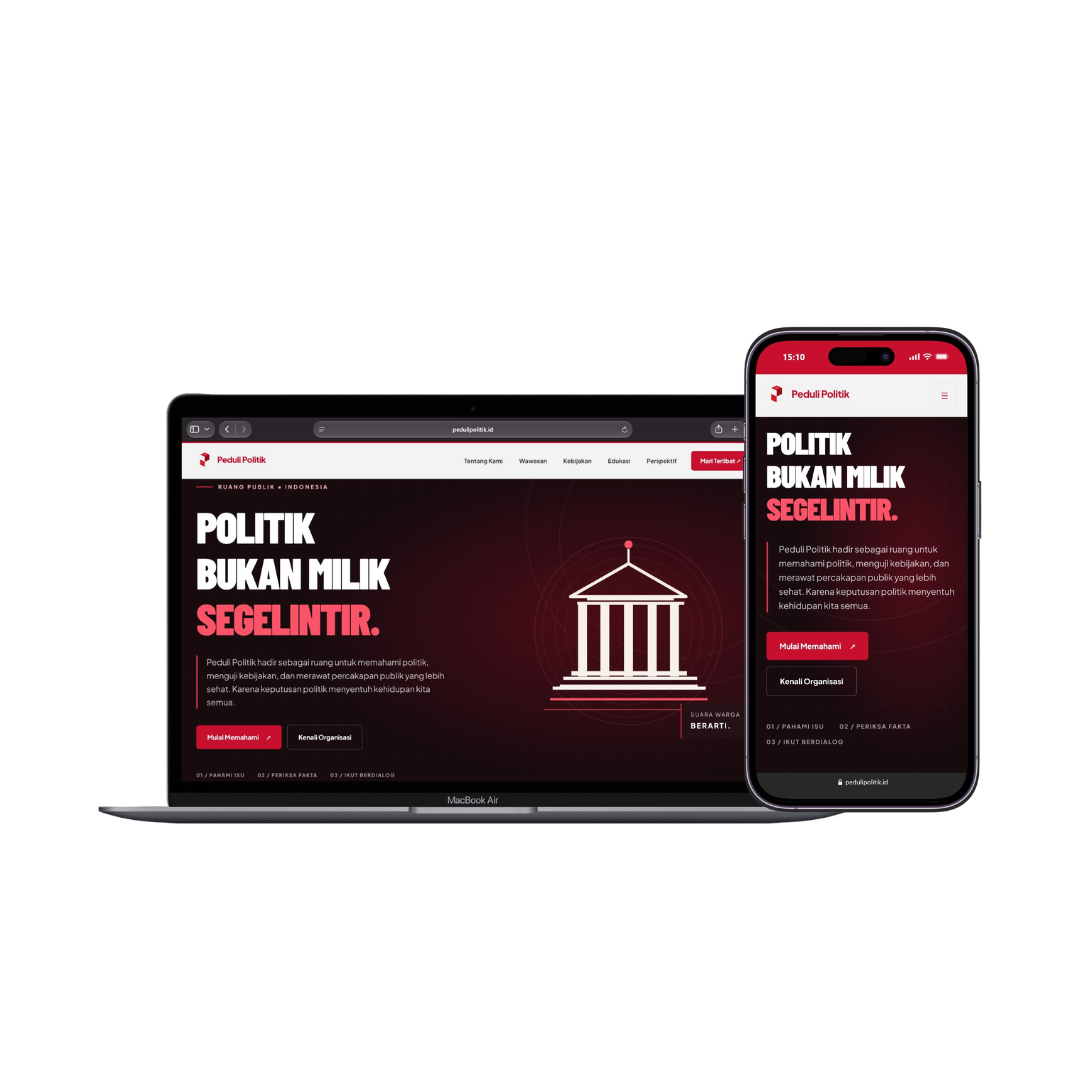 pedulipolitik.id
Peduli Politik
Tentang Kami
Wawasan
Kebijakan
Edukasi
Perspektif
Mari Terlibat ↗
RUANG PUBLIK • INDONESIA
POLITIK
BUKAN MILIK
SEGELINTIR.
Peduli Politik hadir sebagai ruang untuk memahami politik,
menguji kebijakan, dan merawat percakapan publik yang lebih
sehat. Karena keputusan politik menyentuh kehidupan kita
semua.
Mulai Memahami ↗
Kenali Organisasi
01 / PAHAMI ISU
02 / PERIKSA FAKTA
03 / IKUT BERDIALOG
SUARA WARGA
BERARTI.
MacBook Air
15:10
Peduli Politik
POLITIK
BUKAN MILIK
SEGELINTIR.
Peduli Politik hadir sebagai ruang untuk
memahami politik, menguji kebijakan, dan
merawat percakapan publik yang lebih
sehat. Karena keputusan politik menyentuh
kehidupan kita semua.
Mulai Memahami ↗
Kenali Organisasi
01 / PAHAMI ISU
02 / PERIKSA FAKTA
03 / IKUT BERDIALOG
pedulipolitik.id